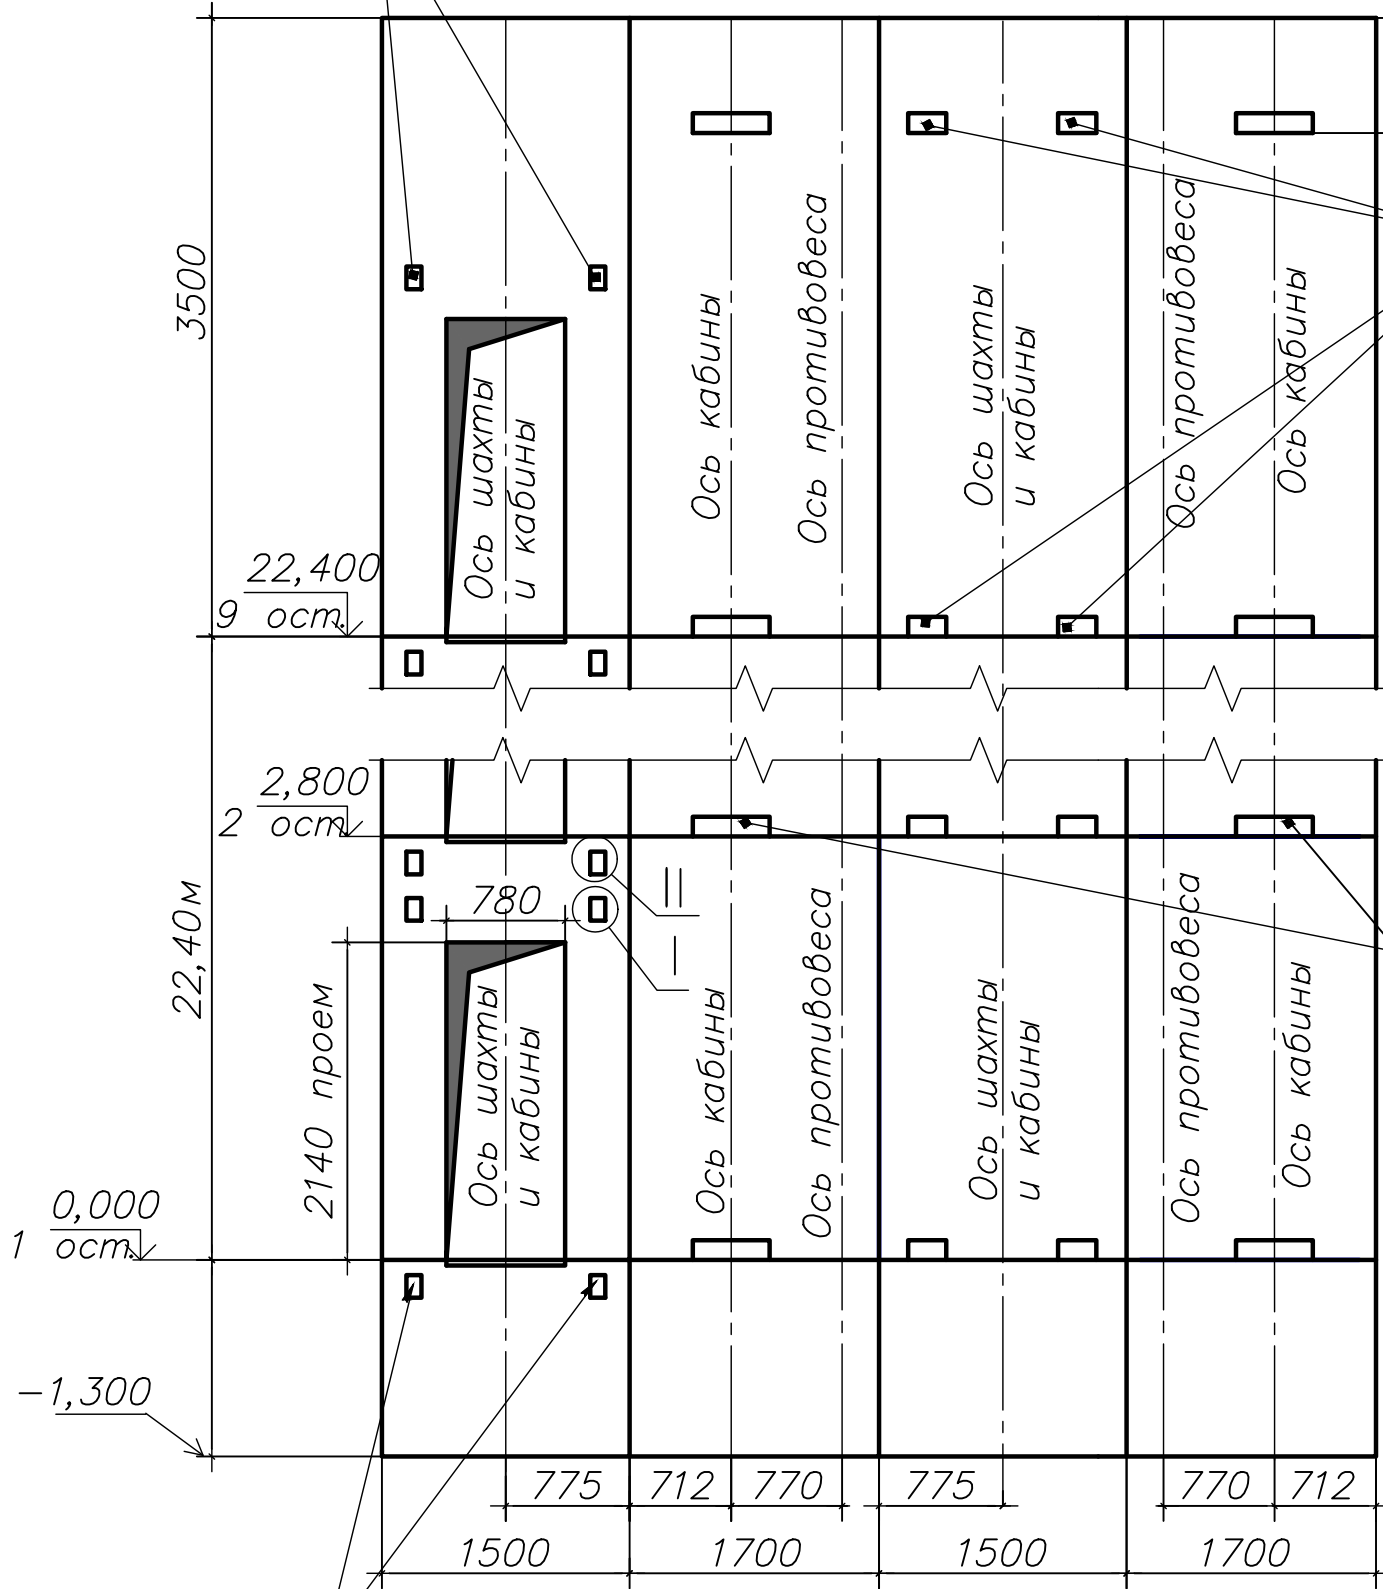 3500
Ось шахты
и кабины
Ось кабины
Ось противовеса
Ось шахты
и кабины
Ось противовеса
Ось кабины
22,400
9 ост.
2,800
2 ост.
22,40м
780
II
I
2140 проем
Ось шахты
и кабины
Ось кабины
Ось противовеса
Ось шахты
и кабины
Ось противовеса
Ось кабины
0,000
1 ост.
-1,300
775 712 770 775 770 712
1500 1700 1500 1700